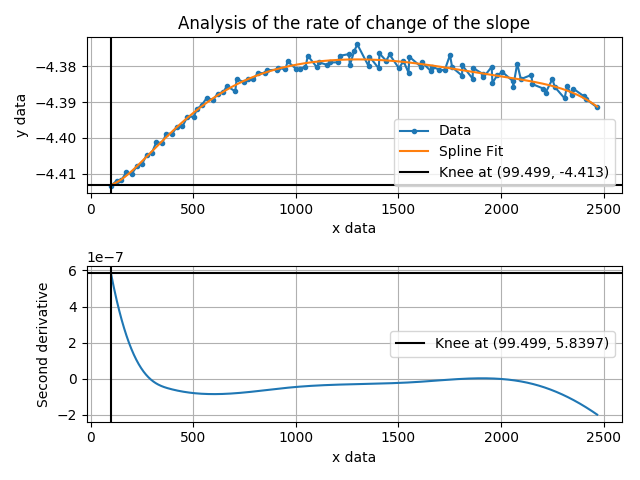 Analysis of the rate of change of the slope
y data
−4.38
−4.39
−4.40
−4.41
Data
Spline Fit
Knee at (99.499, -4.413)
0 500 1000 1500 2000 2500
x data
1e−7
Second derivative
6
4
2
0
−2
Knee at (99.499, 5.8397)
0 500 1000 1500 2000 2500
x data